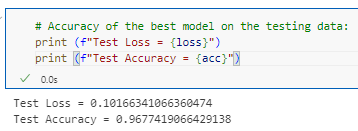 # Accuracy of the best model on the testing data:
print (f"Test Loss = {loss}")
print (f"Test Accuracy = {acc}")
0.0s
Test Loss = 0.10166341066360474
Test Accuracy = 0.9677419066429138